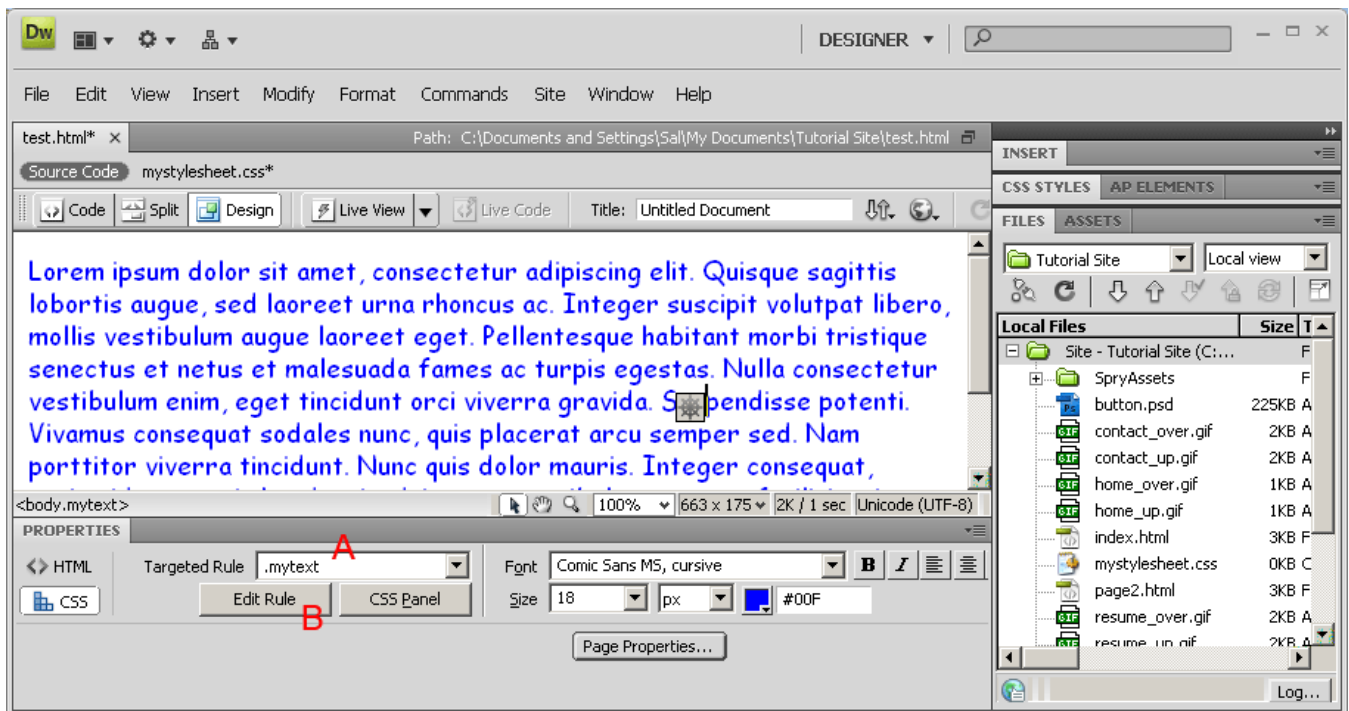 Dw DESIGNER
File Edit View Insert Modify Format Commands Site Window Help
test.html* × Path: C:\Documents and Settings\Sal\My Documents\Tutorial Site\test.html
Source Code mystylesheet.css*
Code Split Design Live View Live Code Title: Untitled Document
Lorem ipsum dolor sit amet, consectetur adipiscing elit. Quisque sagittis
lobortis augue, sed laoreet urna rhoncus ac. Integer suscipit volutpat libero,
mollis vestibulum augue laoreet eget. Pellentesque habitant morbi tristique
senectus et netus et malesuada fames ac turpis egestas. Nulla consectetur
vestibulum enim, eget tincidunt orci viverra gravida. S pendisse potenti.
Vivamus consequat sodales nunc, quis placerat arcu semper sed. Nam
porttitor viverra tincidunt. Nunc quis dolor mauris. Integer consequat,
<body.mytext> 100% 663 x 175 2K / 1 sec Unicode (UTF-8)
PROPERTIES
A
<> HTML Targeted Rule .mytext Font Comic Sans MS, cursive B I
CSS Edit Rule CSS Panel Size 18 px #00F
B
Page Properties...
INSERT
CSS STYLES AP ELEMENTS
FILES ASSETS
Tutorial Site Local view
Local Files Size T
Site - Tutorial Site (C:... F
SpryAssets F
button.psd 225KB A
contact_over.gif 2KB A
contact_up.gif 2KB A
home_over.gif 1KB A
home_up.gif 1KB A
index.html 3KB F
mystylesheet.css 0KB C
page2.html 3KB F
resume_over.gif 2KB A
resume_up.gif 2KB A
Log...